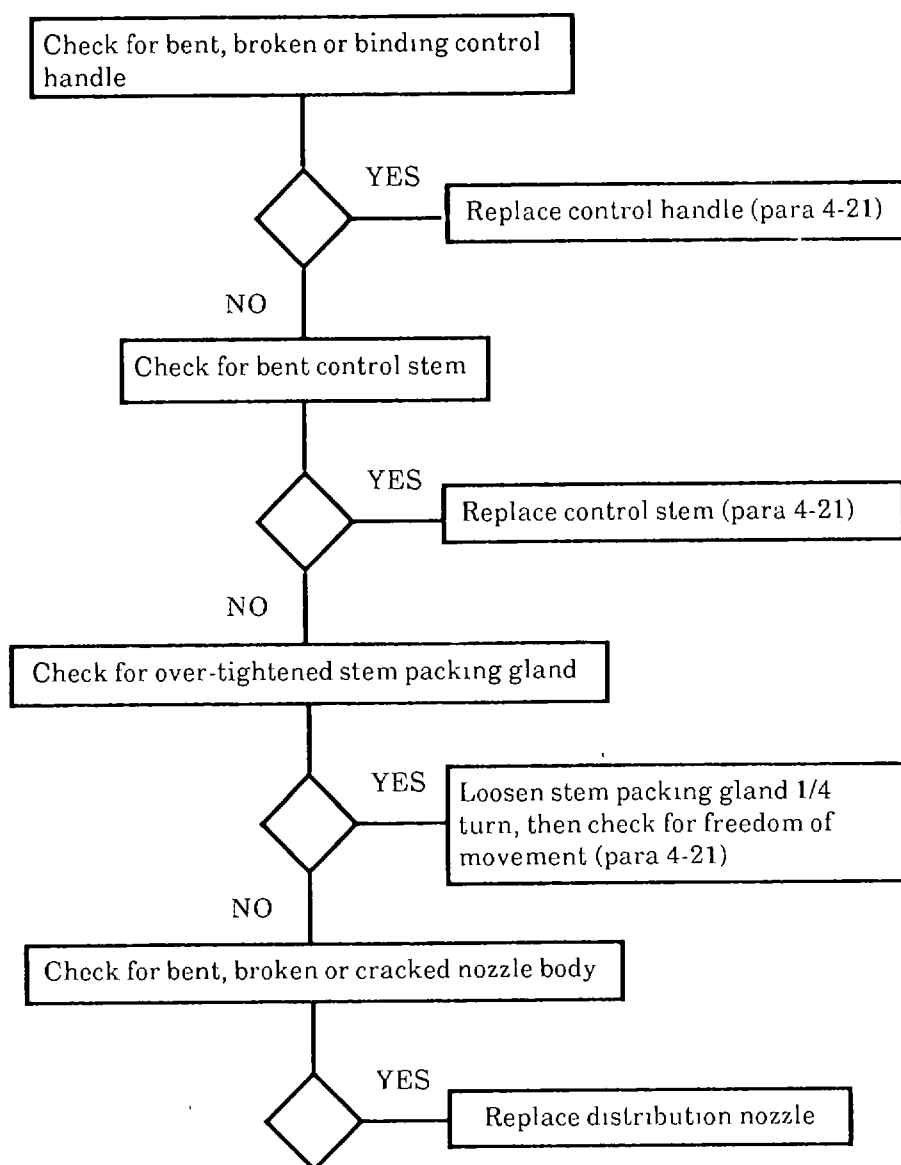 Check for bent, broken or binding control
handle
YES
Replace control handle (para 4-21)
NO
Check for bent control stem
YES
Replace control stem (para 4-21)
NO
Check for over-tightened stem packing gland
YES
Loosen stem packing gland 1/4
turn, then check for freedom of
movement (para 4-21)
NO
Check for bent, broken or cracked nozzle body
YES
Replace distribution nozzle